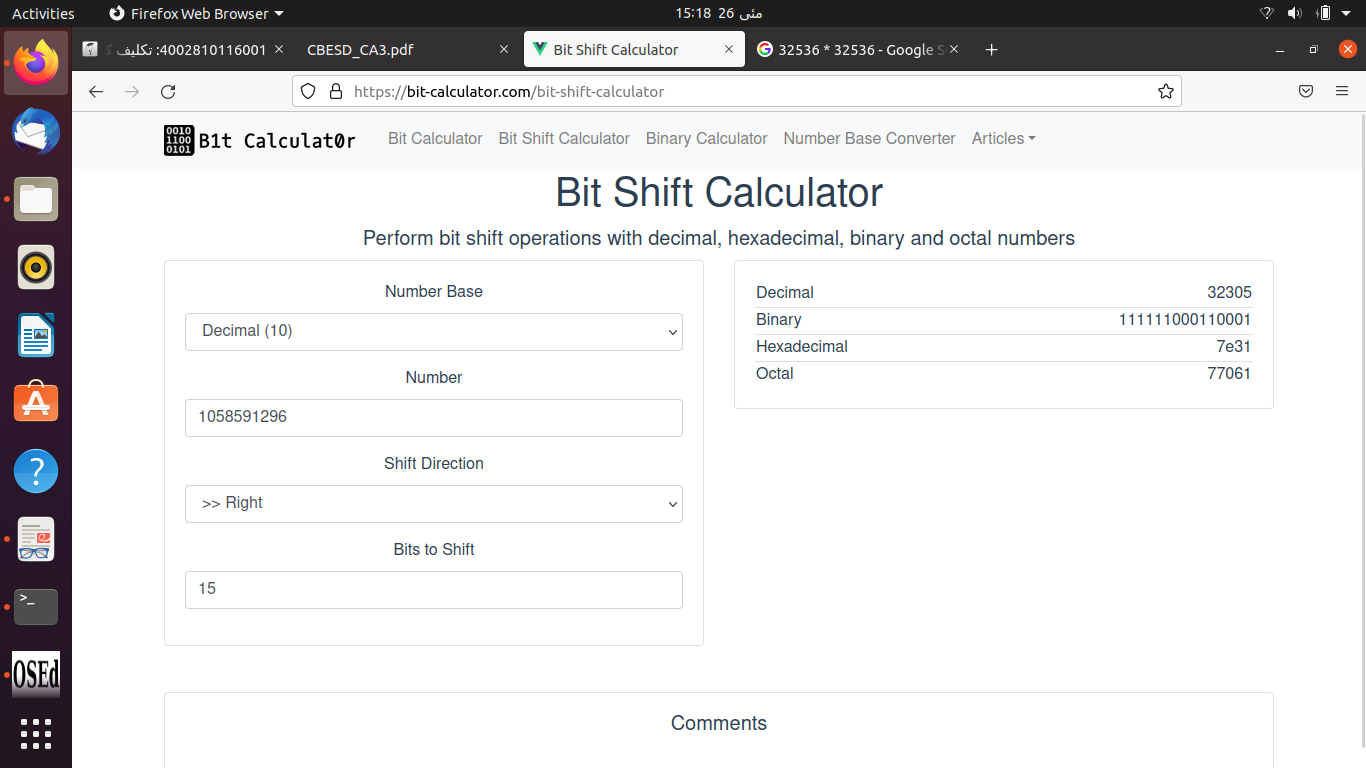 Activities
Firefox Web Browser
15:18 26 مئی
4002810116001: تکلیف
CBESD_CA3.pdf
Bit Shift Calculator
32536 * 32536 - Google S
https://bit-calculator.com/bit-shift-calculator
0010
1100
0101
B1t Calculat0r
Bit Calculator
Bit Shift Calculator
Binary Calculator
Number Base Converter
Articles
Bit Shift Calculator
Perform bit shift operations with decimal, hexadecimal, binary and octal numbers
Number Base
Decimal (10)
Number
1058591296
Shift Direction
>> Right
Bits to Shift
15
Decimal 32305
Binary 111111000110001
Hexadecimal 7e31
Octal 77061
Comments
>_
OSEd